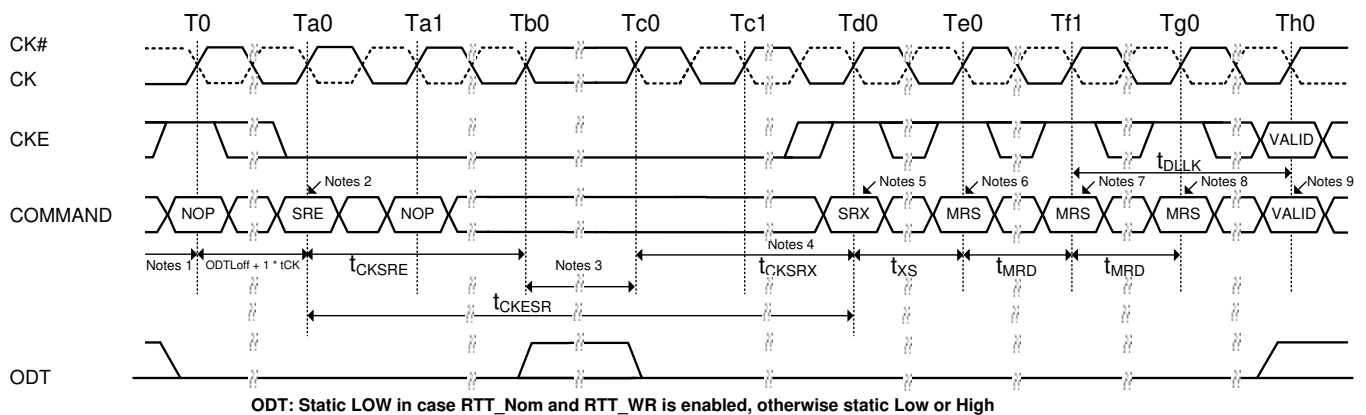 T0 Ta0 Ta1 Tb0 Tc0 Tc1 Td0 Te0 Tf1 Tg0 Th0
CK#
CK
CKE
VALID
tDLLK
Notes 2 Notes 5 Notes 6 Notes 7 Notes 8 Notes 9
COMMAND
NOP SRE NOP SRX MRS MRS MRS VALID
Notes 1 ODTLoff + 1 * tCK tCKSRE Notes 3 Notes 4 tCKSRX tXS tMRD tMRD
tCKESR
ODT
ODT: Static LOW in case RTT_Nom and RTT_WR is enabled, otherwise static Low or High